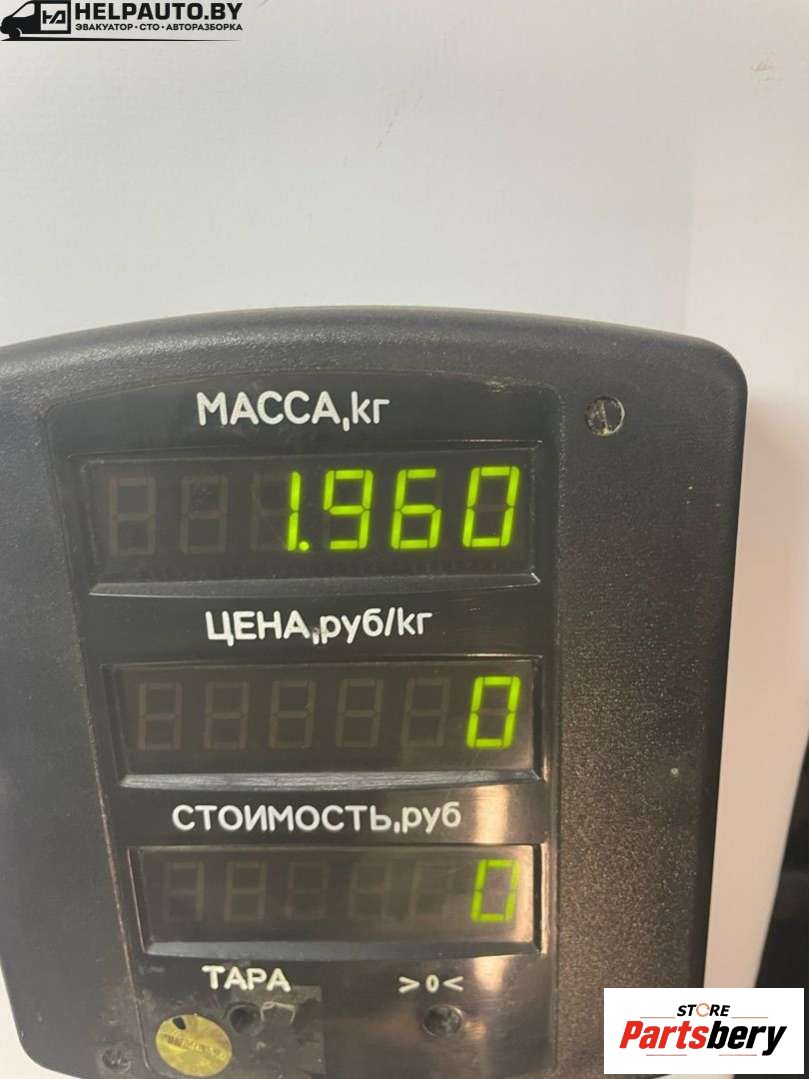 HELPAUTO.BY
ЭВАКУАТОР • СТО • АВТОРАЗБОРКА
МАССА,кг
1.960
ЦЕНА,руб/кг
0
СТОИМОСТЬ,руб
0
ТАРА >0<
STORE
Partsbery